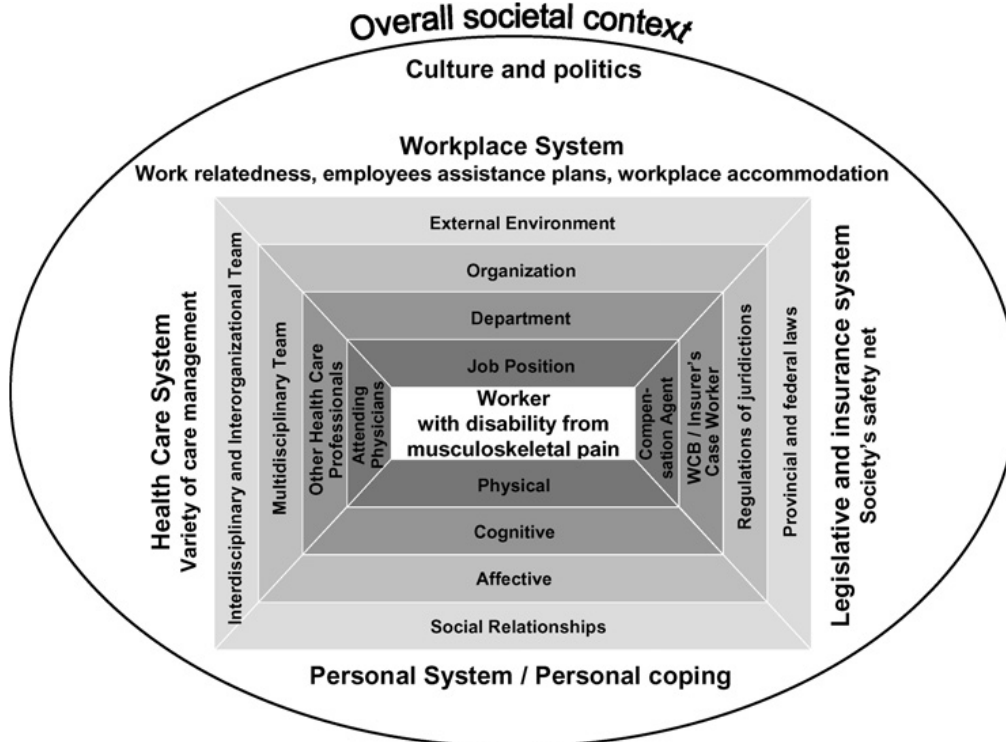 Overall societal context
Culture and politics
Workplace System
Work relatedness, employees assistance plans, workplace accommodation
External Environment
Organization
Department
Job Position
Health Care System
Variety of care management
Interdisciplinary and Interorganizational Team
Multidisciplinary Team
Other Health Care
Professionals
Attending
Physicians
Worker
with disability from
musculoskeletal pain
Compen-
sation Agent
WCB / Insurer's
Case Worker
Regulations of juridictions
Provincial and federal laws
Legislative and insurance system
Society's safety net
Physical
Cognitive
Affective
Social Relationships
Personal System / Personal coping